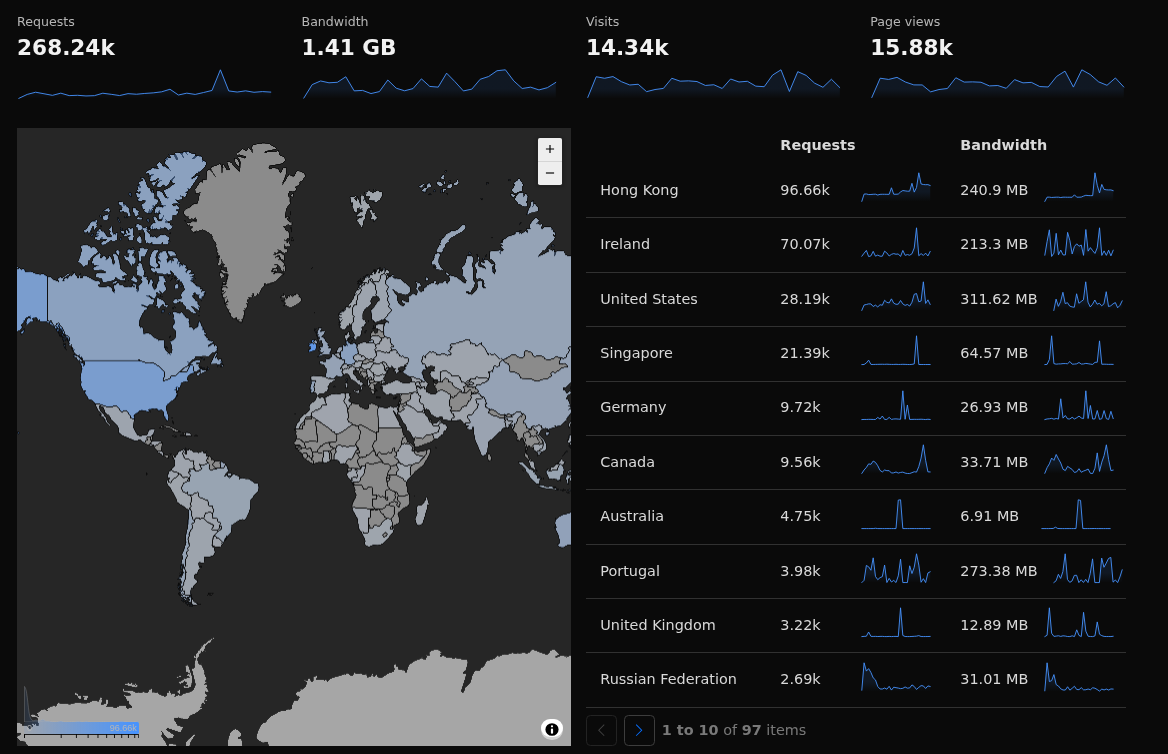 Requests Bandwidth Visits Page views
268.24k 1.41 GB 14.34k 15.88k
+
−
Requests Bandwidth
Hong Kong 96.66k 240.9 MB
Ireland 70.07k 213.3 MB
United States 28.19k 311.62 MB
Singapore 21.39k 64.57 MB
Germany 9.72k 26.93 MB
Canada 9.56k 33.71 MB
Australia 4.75k 6.91 MB
Portugal 3.98k 273.38 MB
United Kingdom 3.22k 12.89 MB
Russian Federation 2.69k 31.01 MB
96.66k
1 to 10 of 97 items